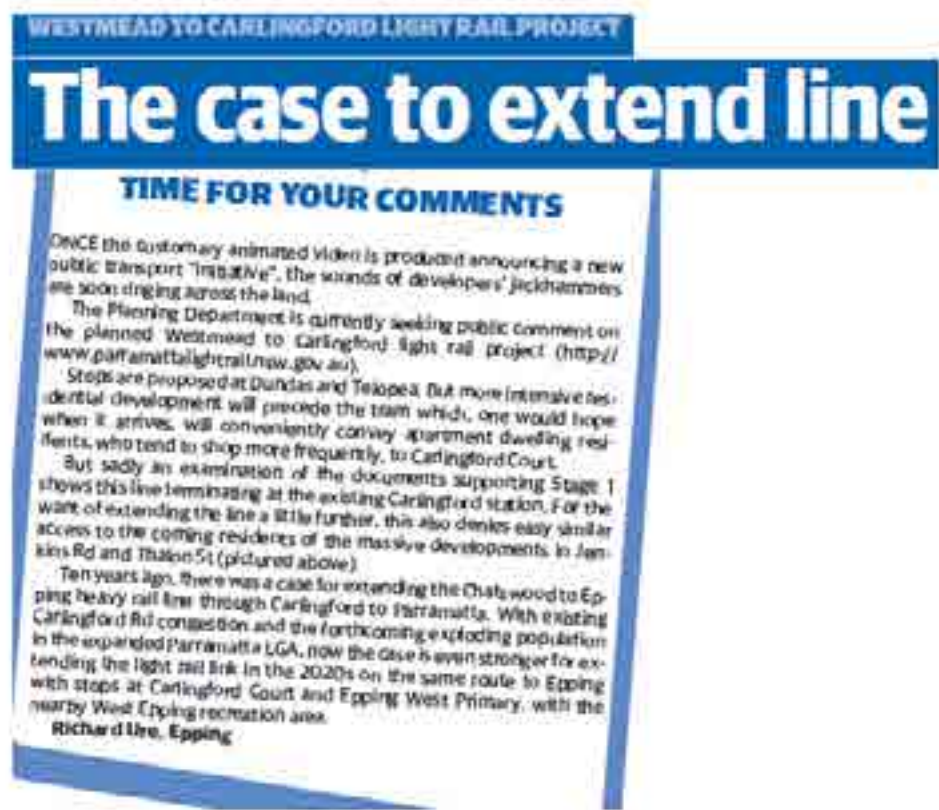 WESTMEAD TO CARLINGFORD LIGHT RAIL PROJECT
The case to extend line
TIME FOR YOUR COMMENTS
ONCE the customary animated video is produced announcing a new
public transport "initiative", the sounds of developers' jackhammers
are soon ringing across the land.
The Planning Department is currently seeking public comment on
the planned Westmead to Carlingford light rail project (http://
www.parramattalightrail.nsw.gov.au).
Stops are proposed at Dundas and Telopea. But more intensive res-
idential development will precede the tram which, one would hope
when it arrives, will conveniently convey apartment dwelling resi-
dents, who tend to shop more frequently, to Carlingford Court.
But sadly an examination of the documents supporting Stage 1
shows this line terminating at the existing Carlingford station. For the
want of extending the line a little further, this also denies easy similar
access to the coming residents of the massive developments in Jen-
kins Rd and Thallon St (pictured above).
Ten years ago, there was a case for extending the Chatswood to Ep-
ping heavy rail line through Carlingford to Parramatta. With existing
Carlingford Rd congestion and the forthcoming exploding population
in the expanded Parramatta LGA, now the case is even stronger for ex-
tending the light rail link in the 2020s on the same route to Epping
with stops at Carlingford Court and Epping West Primary, with the
nearby West Epping recreation area.
Richard Ure, Epping